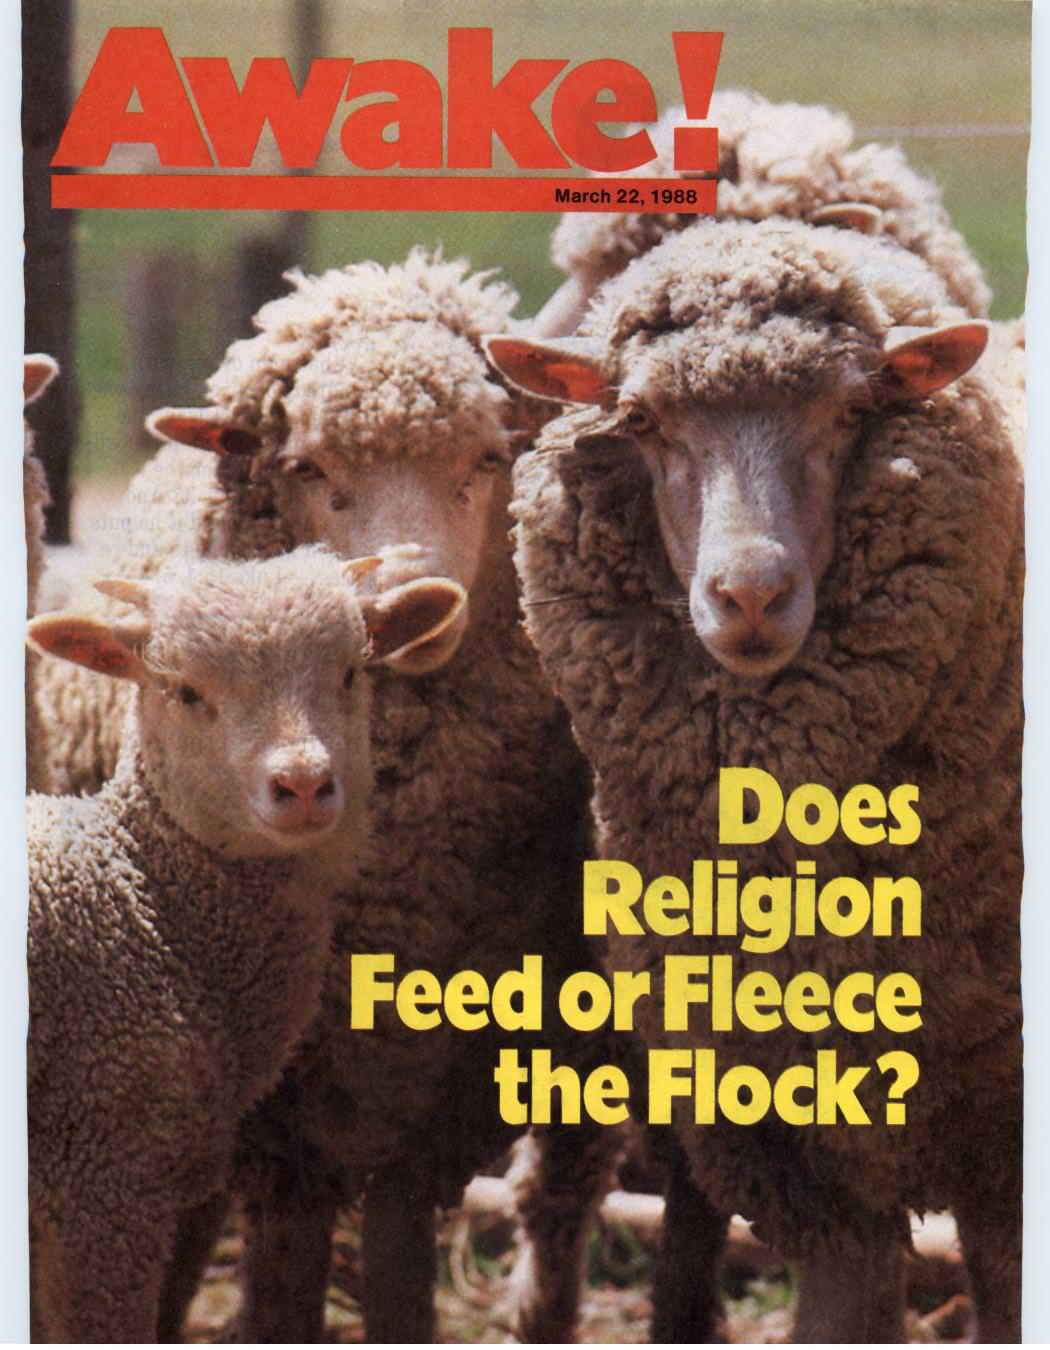 Awake!
March 22, 1988
Does
Religion
Feed or Fleece
the Flock?